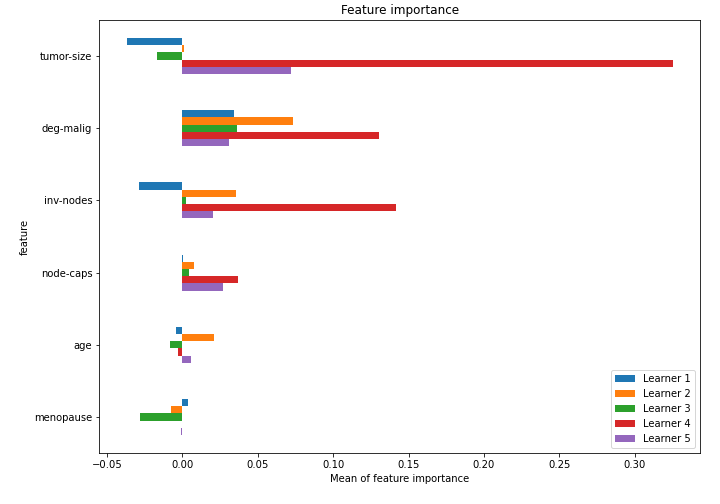 Feature importance
tumor-size
deg-malig
inv-nodes
node-caps
age
menopause
feature
Learner 1
Learner 2
Learner 3
Learner 4
Learner 5
−0.05 0.00 0.05 0.10 0.15 0.20 0.25 0.30
Mean of feature importance